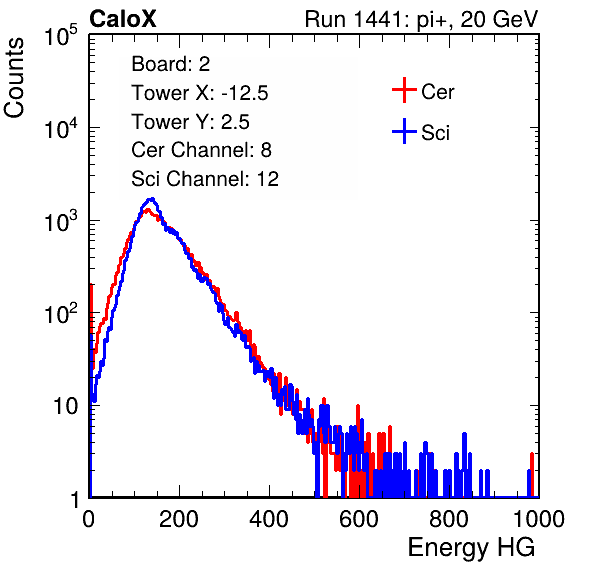 CaloX Run 1441: pi+, 20 GeV
Counts
10^5
10^4
10^3
10^2
10
1
Board: 2
Tower X: -12.5
Tower Y: 2.5
Cer Channel: 8
Sci Channel: 12
Cer
Sci
0 200 400 600 800 1000
Energy HG